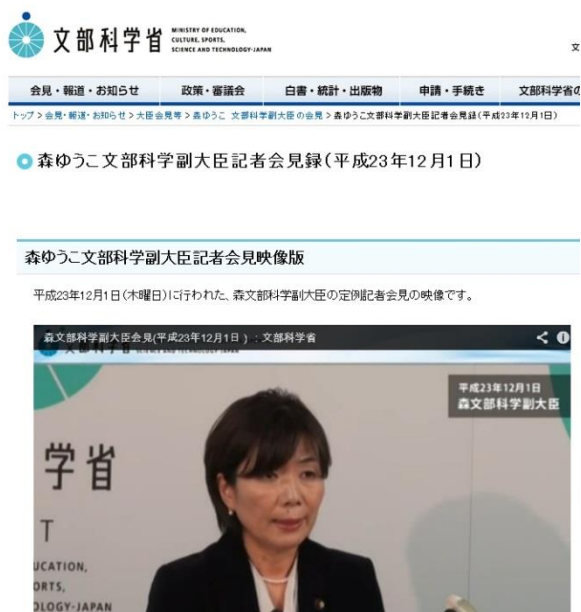 文部科学省
MINISTRY OF EDUCATION,
CULTURE, SPORTS,
SCIENCE AND TECHNOLOGY-JAPAN
文
会見・報道・お知らせ 政策・審議会 白書・統計・出版物 申請・手続き 文部科学省の
トップ > 会見・報道・お知らせ > 大臣会見等 > 森ゆうこ 文部科学副大臣の会見 > 森ゆうこ文部科学副大臣記者会見録(平成23年12月1日)
森ゆうこ文部科学副大臣記者会見録(平成23年12月1日)
森ゆうこ文部科学副大臣記者会見映像版
平成23年12月1日(木曜日)に行われた、森文部科学副大臣の定例記者会見の映像です。
森文部科学副大臣会見(平成23年12月1日):文部科学省
平成23年12月1日
森文部科学副大臣
学省
T
UCATION,
ORTS,
OLOGY-JAPAN